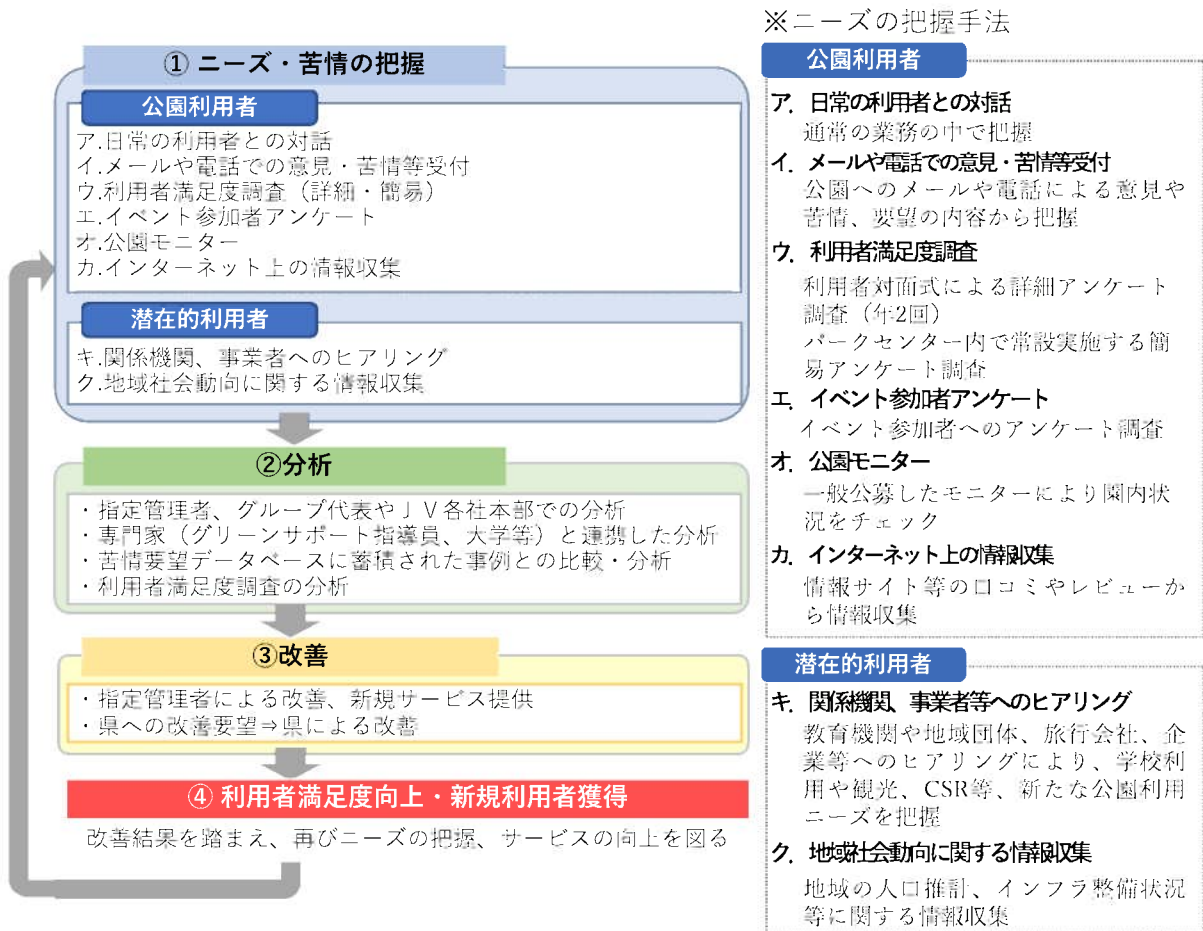 ① ニーズ・苦情の把握
公園利用者
ア.日常の利用者との対話
イ.メールや電話での意見・苦情等受付
ウ.利用者満足度調査（詳細・簡易）
エ.イベント参加者アンケート
オ.公園モニター
カ.インターネット上の情報収集
潜在的利用者
キ.関係機関、事業者へのヒアリング
ク.地域社会動向に関する情報収集
②分析
・指定管理者、グループ代表やＪＶ各社本部での分析
・専門家（グリーンサポート指導員、大学等）と連携した分析
・苦情要望データベースに蓄積された事例との比較・分析
・利用者満足度調査の分析
③改善
・指定管理者による改善、新規サービス提供
・県への改善要望⇒県による改善
④ 利用者満足度向上・新規利用者獲得
改善結果を踏まえ、再びニーズの把握、サービスの向上を図る
※ニーズの把握手法
公園利用者
ア. 日常の利用者との対話
通常の業務の中で把握
イ. メールや電話での意見・苦情等受付
公園へのメールや電話による意見や
苦情、要望の内容から把握
ウ. 利用者満足度調査
利用者対面式による詳細アンケート
調査（年2回）
パークセンター内で常設実施する簡
易アンケート調査
エ. イベント参加者アンケート
イベント参加者へのアンケート調査
オ. 公園モニター
一般公募したモニターにより園内状
況をチェック
カ. インターネット上の情報収集
情報サイト等の口コミやレビューか
ら情報収集
潜在的利用者
キ. 関係機関、事業者等へのヒアリング
教育機関や地域団体、旅行会社、企
業等へのヒアリングにより、学校利
用や観光、CSR等、新たな公園利用
ニーズを把握
ク. 地域社会動向に関する情報収集
地域の人口推計、インフラ整備状況
等に関する情報収集